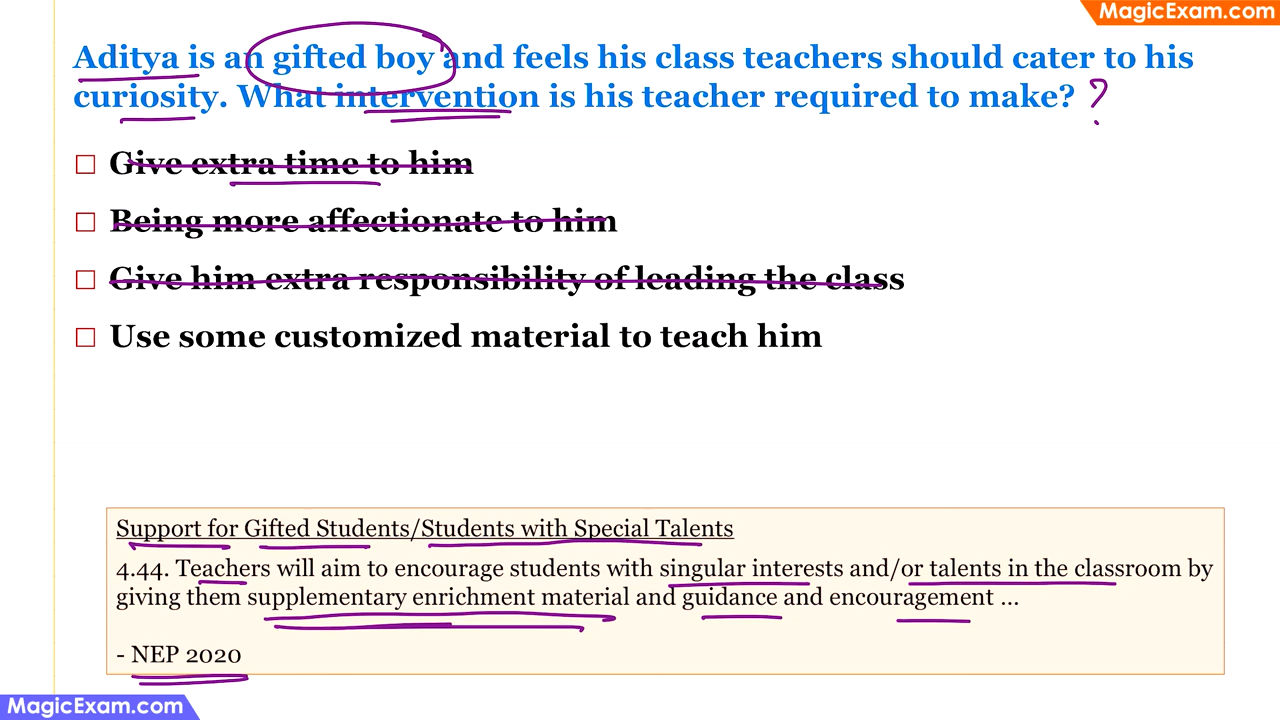 MagicExam.com
Aditya is an gifted boy and feels his class teachers should cater to his
curiosity. What intervention is his teacher required to make? ?
□ Give extra time to him
□ Being more affectionate to him
□ Give him extra responsibility of leading the class
□ Use some customized material to teach him
Support for Gifted Students/Students with Special Talents
4.44. Teachers will aim to encourage students with singular interests and/or talents in the classroom by
giving them supplementary enrichment material and guidance and encouragement ...
- NEP 2020
MagicExam.com